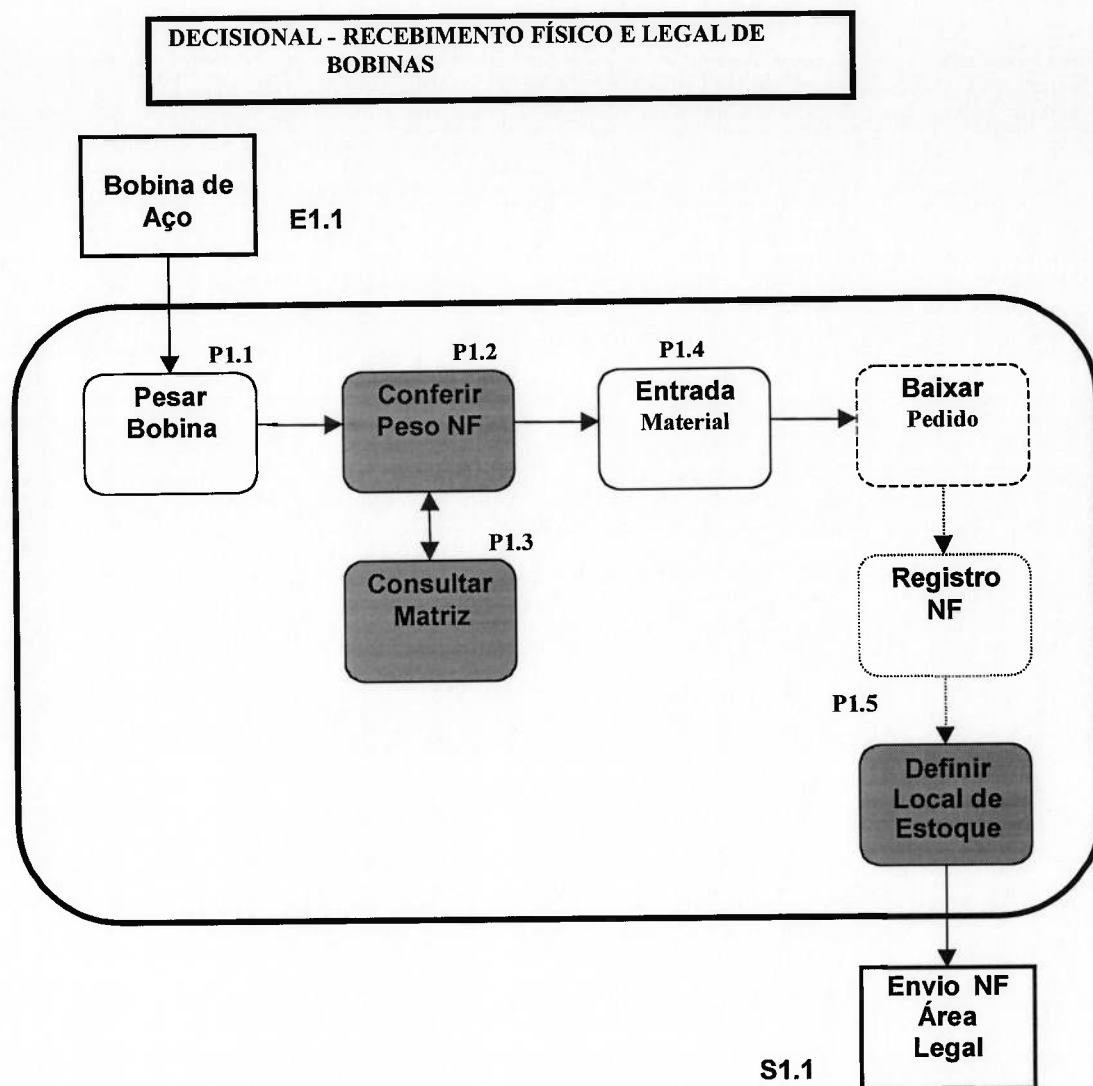 DECISIONAL - RECEBIMENTO FÍSICO E LEGAL DE
BOBINAS
Bobina de
Aço
E1.1
P1.1
Pesar
Bobina
P1.2
Conferir
Peso NF
P1.4
Entrada
Material
Baixar
Pedido
P1.3
Consultar
Matriz
Registro
NF
P1.5
Definir
Local de
Estoque
Envio NF
Área
Legal
S1.1